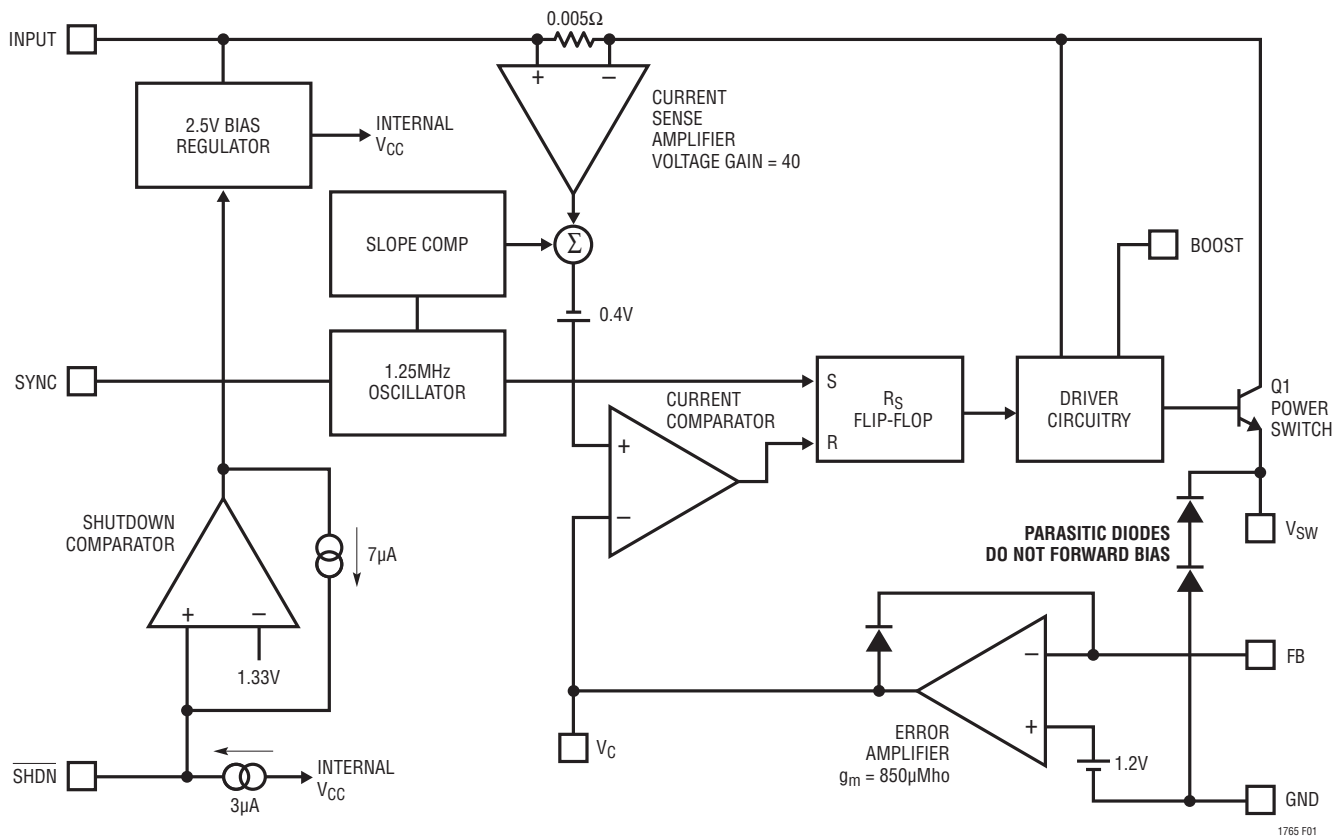 INPUT
0.005Ω
+
–
2.5V BIAS
REGULATOR
INTERNAL
VCC
CURRENT
SENSE
AMPLIFIER
VOLTAGE GAIN = 40
SLOPE COMP
Σ
BOOST
0.4V
SYNC
1.25MHz
OSCILLATOR
CURRENT
COMPARATOR
S
R
RS
FLIP-FLOP
DRIVER
CIRCUITRY
Q1
POWER
SWITCH
+
–
SHUTDOWN
COMPARATOR
7µA
+
–
1.33V
PARASITIC DIODES
DO NOT FORWARD BIAS
VSW
–
+
FB
ERROR
AMPLIFIER
gm = 850µMho
1.2V
VC
SHDN
3µA
INTERNAL
VCC
GND
1765 F01